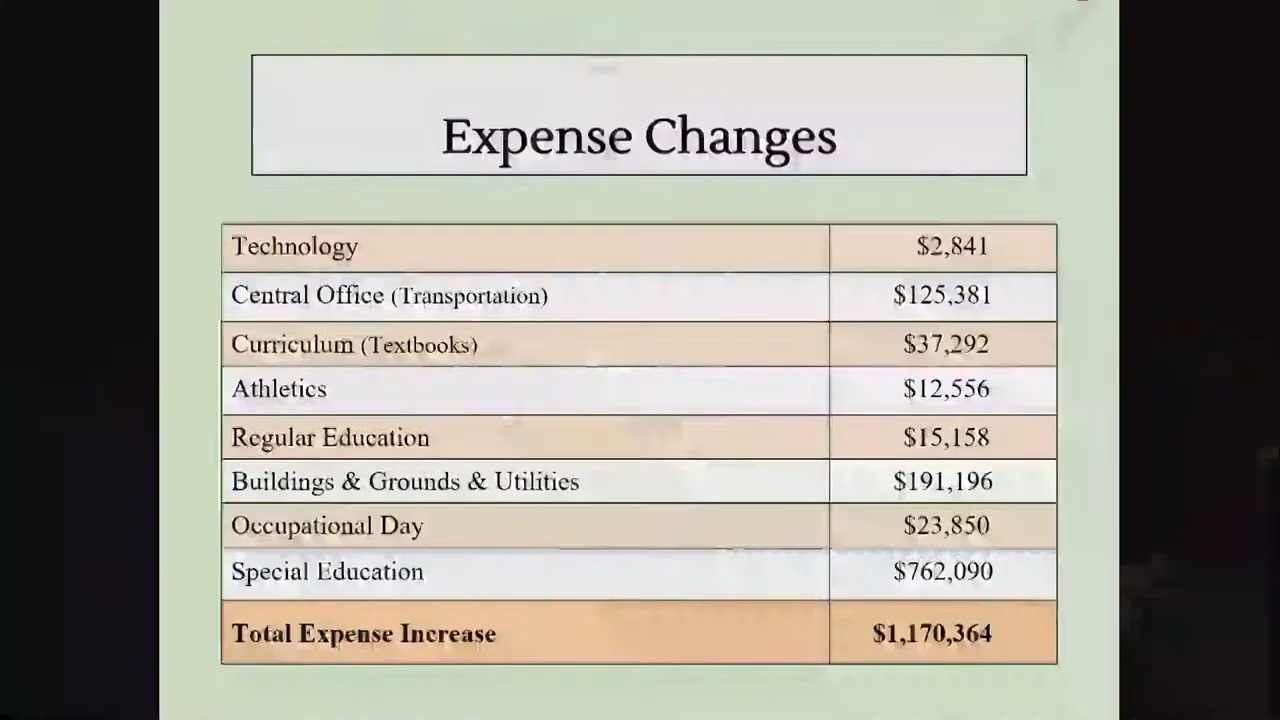 Expense Changes
Technology $2,841
Central Office (Transportation) $125,381
Curriculum (Textbooks) $37,292
Athletics $12,556
Regular Education $15,158
Buildings & Grounds & Utilities $191,196
Occupational Day $23,850
Special Education $762,090
Total Expense Increase $1,170,364